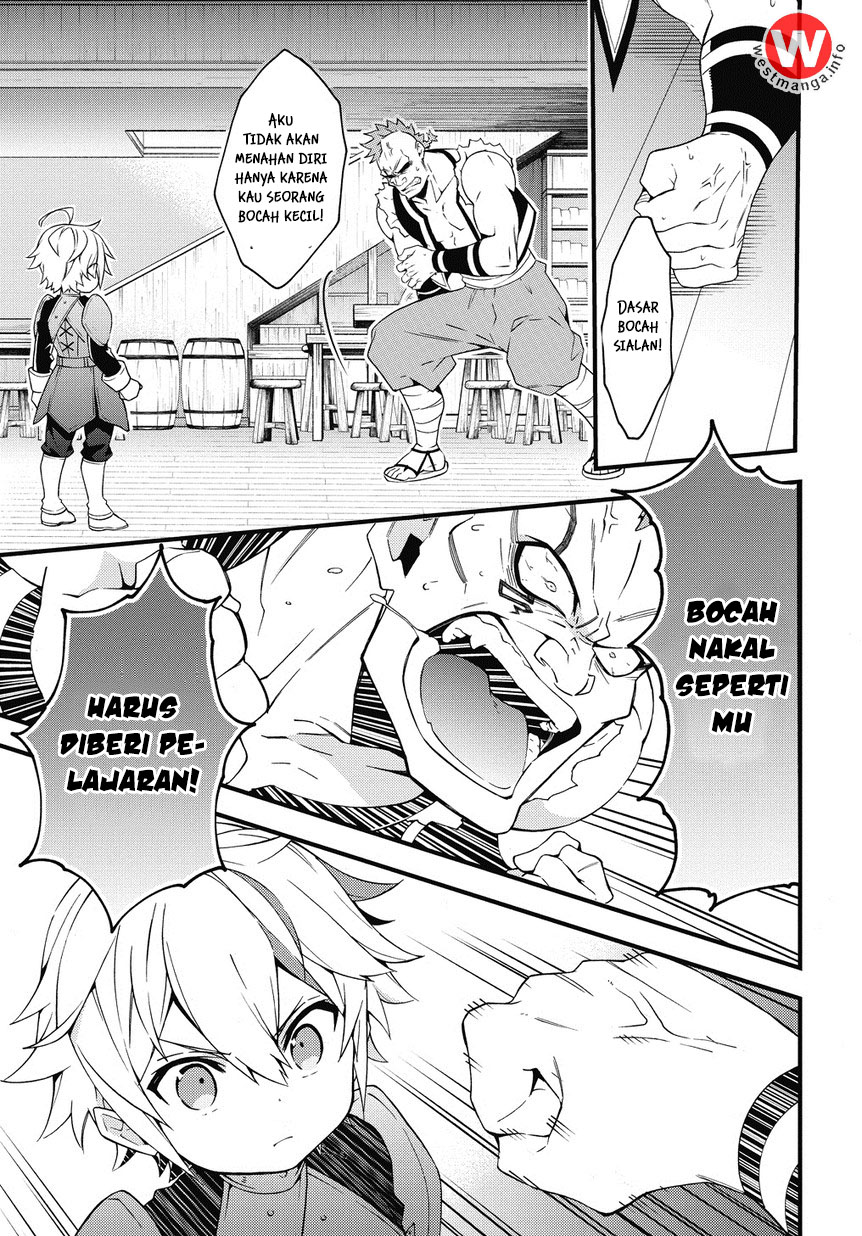 DASAR
BOCAH
SIALAN!
AKU
TIDAK AKAN
MENAHAN DIRI
HANYA KARENA
KAU SEORANG
BOCAH KECIL!
BOCAH
NAKAL
SEPERTI
MU
HARUS
DIBERI PE-
LAJARAN!
W
westmanga.info